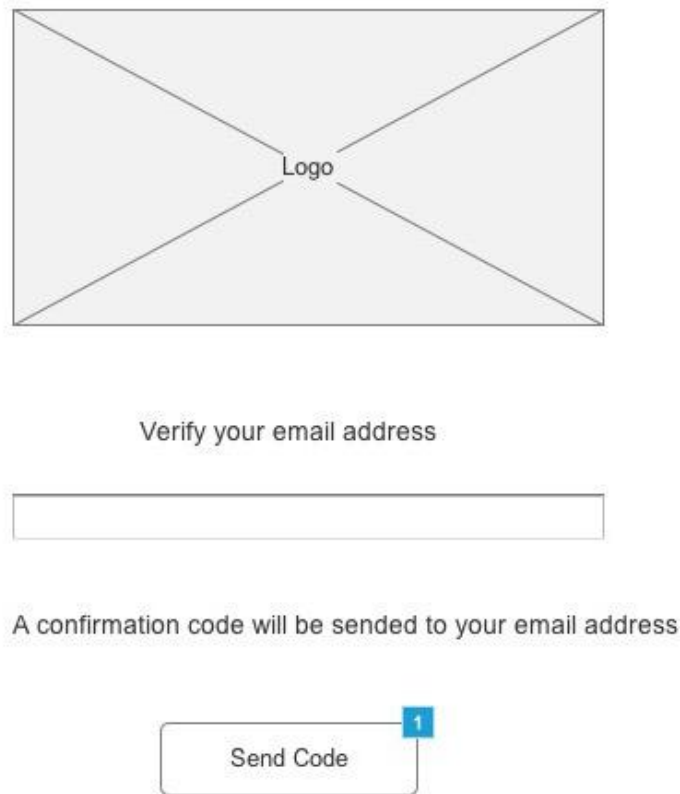 Logo
Verify your email address
A confirmation code will be sended to your email address
1
Send Code